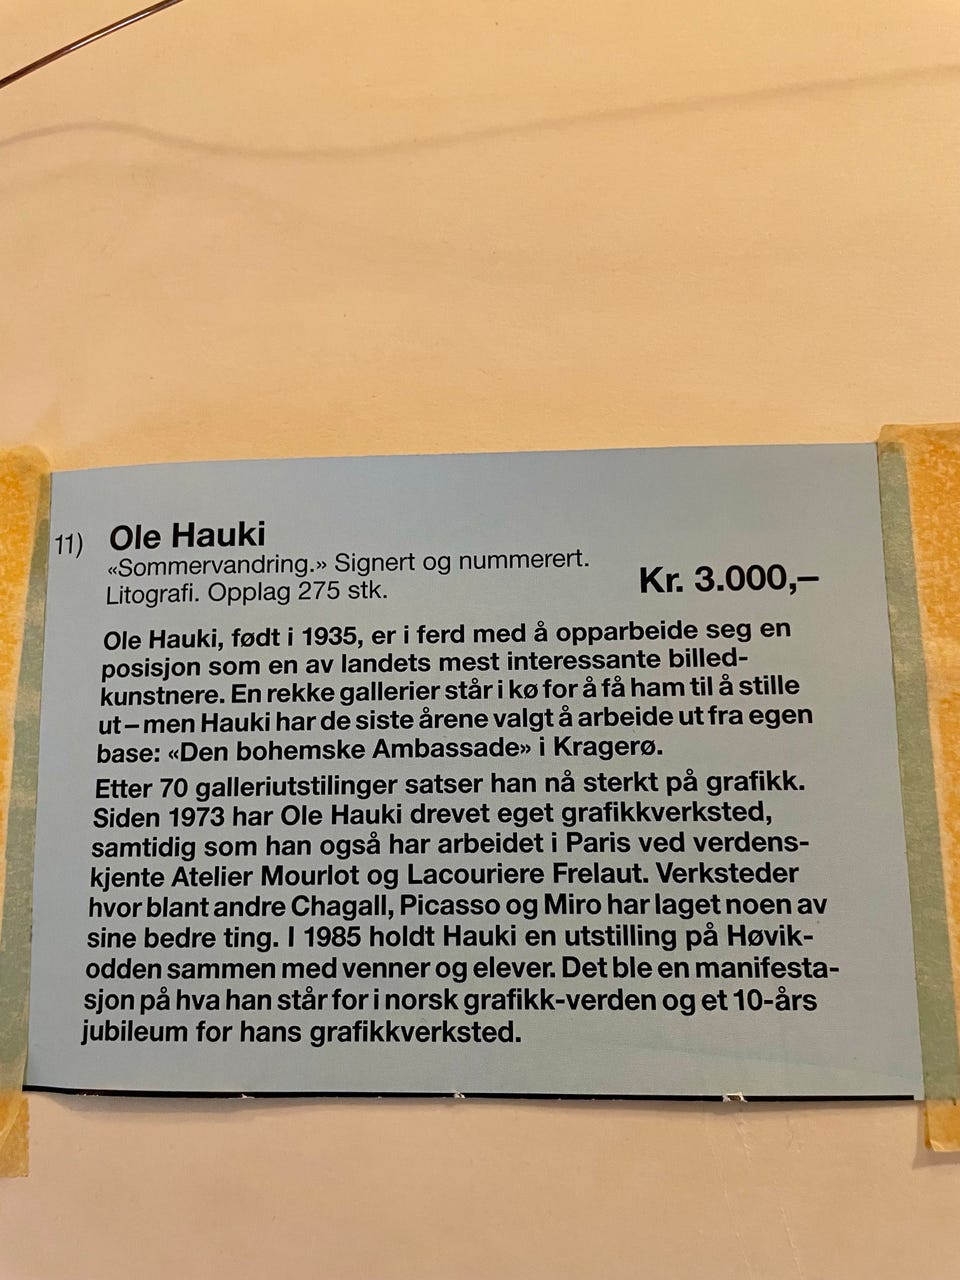 11) Ole Hauki
«Sommervandring.» Signert og nummerert.
Litografi. Opplag 275 stk.
Kr. 3.000,–
Ole Hauki, født i 1935, er i ferd med å opparbeide seg en
posisjon som en av landets mest interessante billed-
kunstnere. En rekke gallerier står i kø for å få ham til å stille
ut – men Hauki har de siste årene valgt å arbeide ut fra egen
base: «Den bohemske Ambassade» i Kragerø.
Etter 70 galleriutstilinger satser han nå sterkt på grafikk.
Siden 1973 har Ole Hauki drevet eget grafikkverksted,
samtidig som han også har arbeidet i Paris ved verdens-
kjente Atelier Mourlot og Lacouriere Frelaut. Verksteder
hvor blant andre Chagall, Picasso og Miro har laget noen av
sine bedre ting. I 1985 holdt Hauki en utstilling på Høvik-
odden sammen med venner og elever. Det ble en manifesta-
sjon på hva han står for i norsk grafikk-verden og et 10-års
jubileum for hans grafikkverksted.